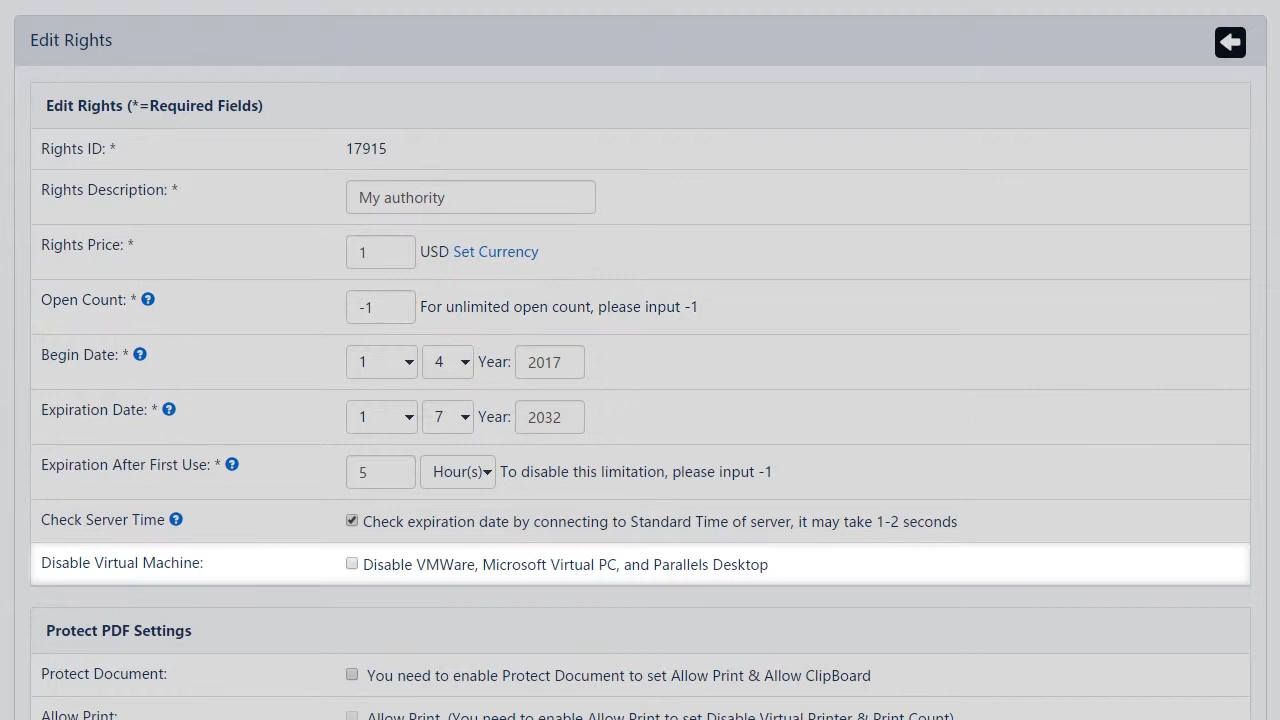 Edit Rights
Edit Rights (*=Required Fields)
Rights ID: * 17915
Rights Description: * My authority
Rights Price: * 1 USD Set Currency
Open Count: * ? -1 For unlimited open count, please input -1
Begin Date: * ? 1 4 Year: 2017
Expiration Date: * ? 1 7 Year: 2032
Expiration After First Use: * ? 5 Hour(s) To disable this limitation, please input -1
Check Server Time ? Check expiration date by connecting to Standard Time of server, it may take 1-2 seconds
Disable Virtual Machine: Disable VMWare, Microsoft Virtual PC, and Parallels Desktop
Protect PDF Settings
Protect Document: You need to enable Protect Document to set Allow Print & Allow ClipBoard
Allow Print: Allow Print (You need to enable Allow Print to set Disable Virtual Printer & Print Count)